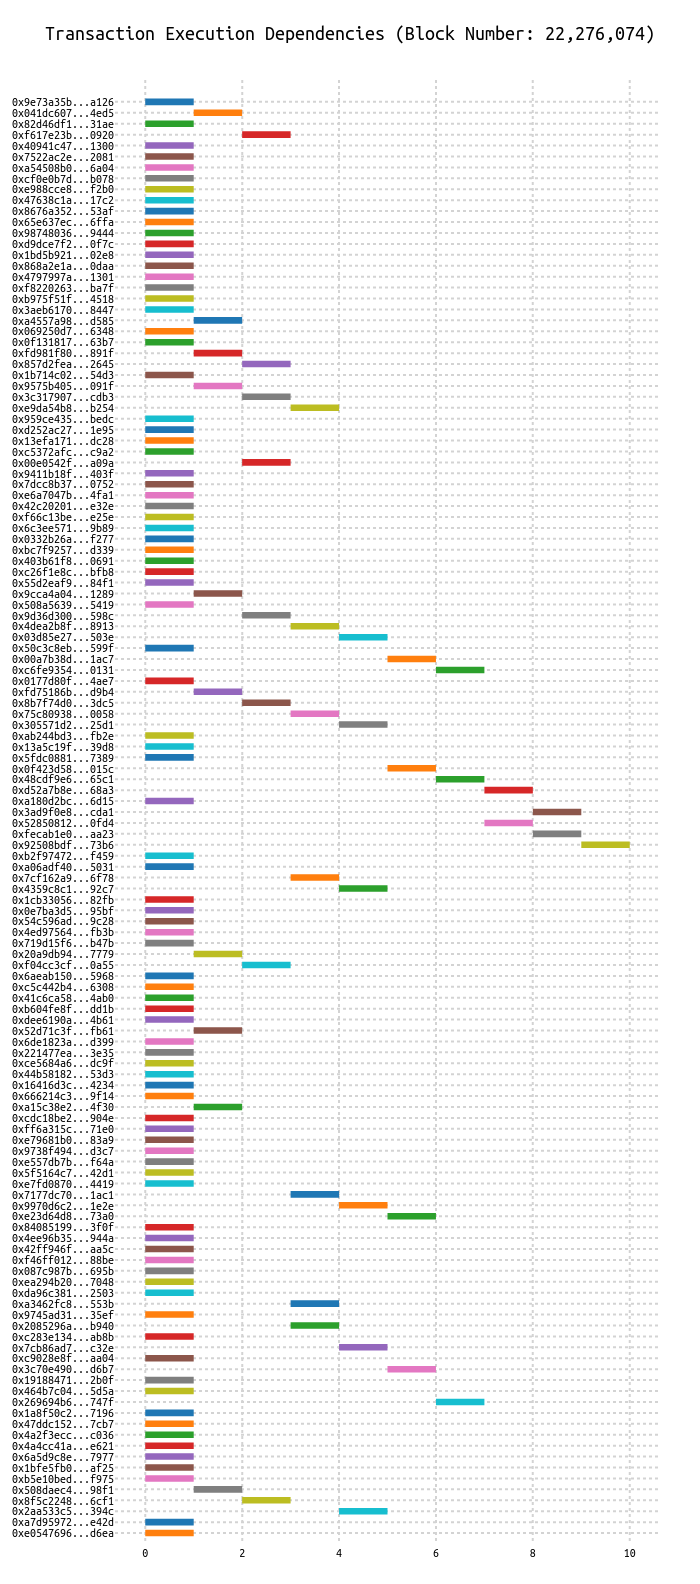 Transaction Execution Dependencies (Block Number: 22,276,074)
0x9e73a35b...a126
0x041dc607...4ed5
0x82d46df1...31ae
0xf617e23b...0920
0x40941c47...1300
0x7522ac2e...2081
0xa54508b0...6a04
0xcf0e0b7d...b078
0xe988cce8...f2b0
0x47638c1a...17c2
0x8676a352...53af
0x65e637ec...6ffa
0x98748036...9444
0xd9dce7f2...0f7c
0x1bd5b921...02e8
0x868a2e1a...0daa
0x4797997a...1301
0xf8220263...ba7f
0xb975f51f...4518
0x3aeb6170...8447
0xa4557a98...d585
0x069250d7...6348
0x0f131817...63b7
0xfd981f80...891f
0x857d2fea...2645
0x1b714c02...54d3
0x9575b405...091f
0x3c317907...cdb3
0xe9da54b8...b254
0x959ce435...bedc
0xd252ac27...1e95
0x13efa171...dc28
0xc5372afc...c9a2
0x00e0542f...a09a
0x9411b18f...403f
0x7dcc8b37...0752
0xe6a7047b...4fa1
0x42c20201...e32e
0xf66c13be...e25e
0x6c3ee571...9b89
0x0332b26a...f277
0xbc7f9257...d339
0x403b61f8...0691
0xc26f1e8c...bfb8
0x55d2eaf9...84f1
0x9cca4a04...1289
0x508a5639...5419
0x9d36d300...598c
0x4dea2b8f...8913
0x03d85e27...503e
0x50c3c8eb...599f
0x00a7b38d...1ac7
0xc6fe9354...0131
0x0177d80f...4ae7
0xfd75186b...d9b4
0x8b7f74d0...3dc5
0x75c80938...0058
0x305571d2...25d1
0xab244bd3...fb2e
0x13a5c19f...39d8
0x5fdc0881...7389
0x0f423d58...015c
0x48cdf9e6...65c1
0xd52a7b8e...68a3
0xa180d2bc...6d15
0x3ad9f0e8...cda1
0x52850812...0fd4
0xfecab1e0...aa23
0x92508bdf...73b6
0xb2f97472...f459
0xa06adf40...5031
0x7cf162a9...6f78
0x4359c8c1...92c7
0x1cb33056...82fb
0x0e7ba3d5...95bf
0x54c596ad...9c28
0x4ed97564...fb3b
0x719d15f6...b47b
0x20a9db94...7779
0xf04cc3cf...0a55
0x6aeab150...5968
0xc5c442b4...6308
0x41c6ca58...4ab0
0xb604fe8f...dd1b
0xdee6190a...4b61
0x52d71c3f...fb61
0x6de1823a...d399
0x221477ea...3e35
0xce5684a6...dc9f
0x44b58182...53d3
0x16416d3c...4234
0x666214c3...9f14
0xa15c38e2...4f30
0xcdc18be2...904e
0xff6a315c...71e0
0xe79681b0...83a9
0x9738f494...d3c7
0xe557db7b...f64a
0x5f5164c7...42d1
0xe7fd0870...4419
0x7177dc70...1ac1
0x9970d6c2...1e2e
0xe23d64d8...73a0
0x84085199...3f0f
0x4ee96b35...944a
0x42ff946f...aa5c
0xf46ff012...88be
0x087c987b...695b
0xea294b20...7048
0xda96c381...2503
0xa3462fc8...553b
0x9745ad31...35ef
0x2085296a...b940
0xc283e134...ab8b
0x7cb86ad7...c32e
0xc9028e8f...aa04
0x3c70e490...d6b7
0x19188471...2b0f
0x464b7c04...5d5a
0x269694b6...747f
0x1a8f50c2...7196
0x47ddc152...7cb7
0x4a2f3ecc...c036
0x4a4cc41a...e621
0x6a5d9c8e...7977
0x1bfe5fb0...af25
0xb5e10bed...f975
0x508daec4...98f1
0x8f5c2248...6cf1
0x2aa533c5...394c
0xa7d95972...e42d
0xe0547696...d6ea
0 2 4 6 8 10